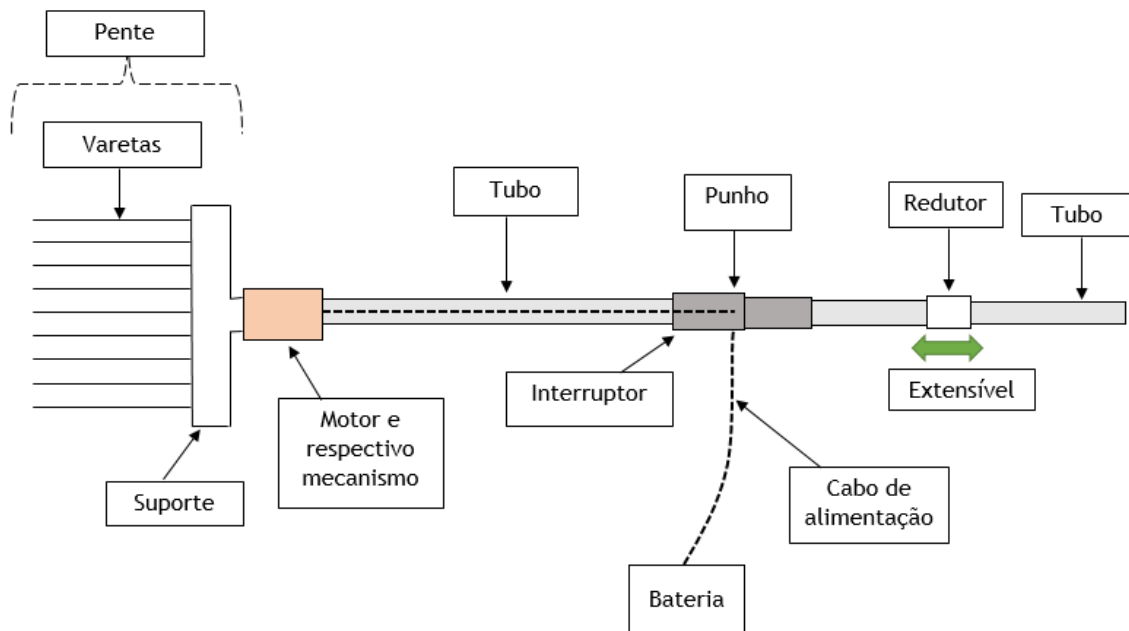 Pente
Varetas
Tubo
Punho
Redutor
Tubo
Interruptor
Extensível
Motor e
respectivo
mecanismo
Suporte
Cabo de
alimentação
Bateria